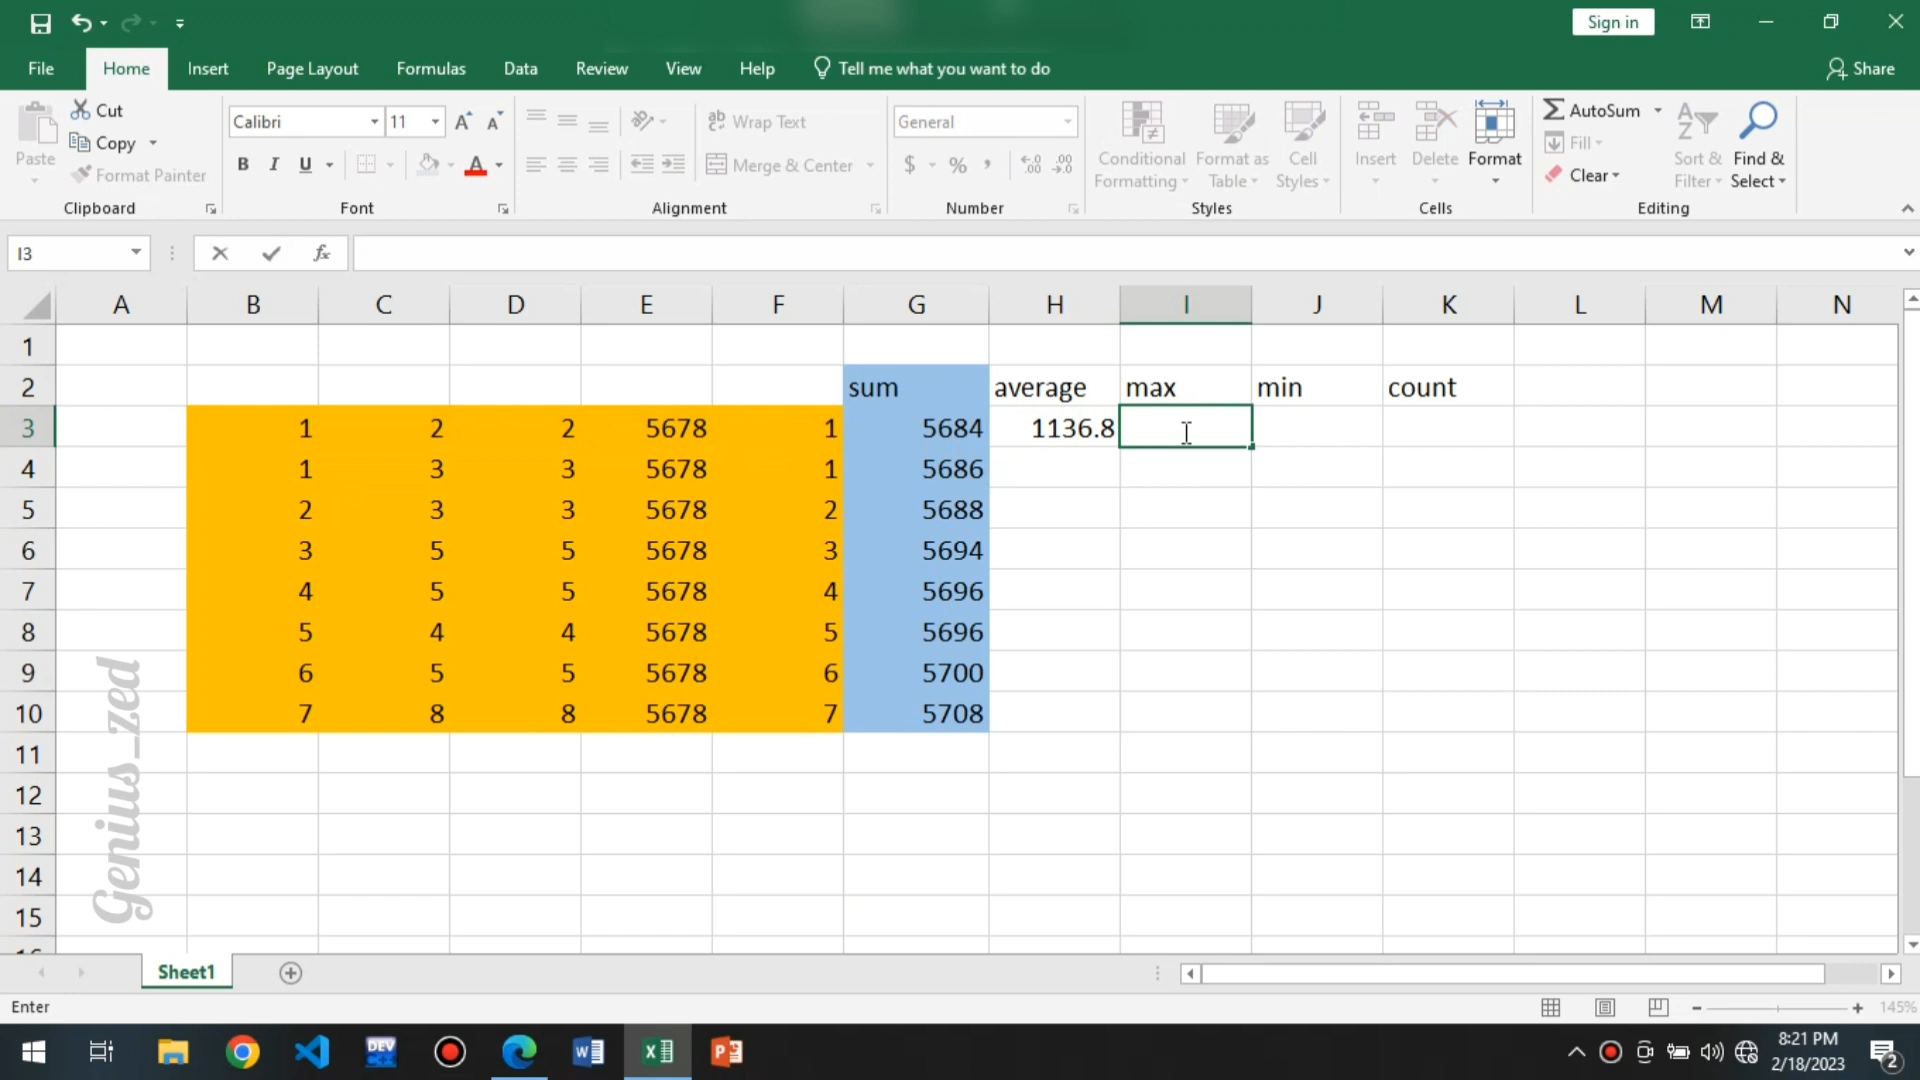 Sign in
File Home Insert Page Layout Formulas Data Review View Help Tell me what you want to do Share
Paste Cut Copy Format Painter Clipboard
Calibri 11 A A B I U A Font
ab Wrap Text Merge & Center Alignment
General $ % , .00 .00 Number
Conditional Formatting Format as Table Cell Styles Styles
Insert Delete Format Cells
AutoSum Fill Clear Sort & Filter Find & Select Editing
I3 fx
A B C D E F G H I J K L M N
1
2 sum average max min count
3 1 2 2 5678 1 5684 1136.8
4 1 3 3 5678 1 5686
5 2 3 3 5678 2 5688
6 3 5 5 5678 3 5694
7 4 5 5 5678 4 5696
8 5 4 4 5678 5 5696
9 6 5 5 5678 6 5700
10 7 8 8 5678 7 5708
11
12
13
14
15
Genius_zed
Sheet1
Enter 145%
DEV C++ W X P 8:21 PM
2/18/2023 2